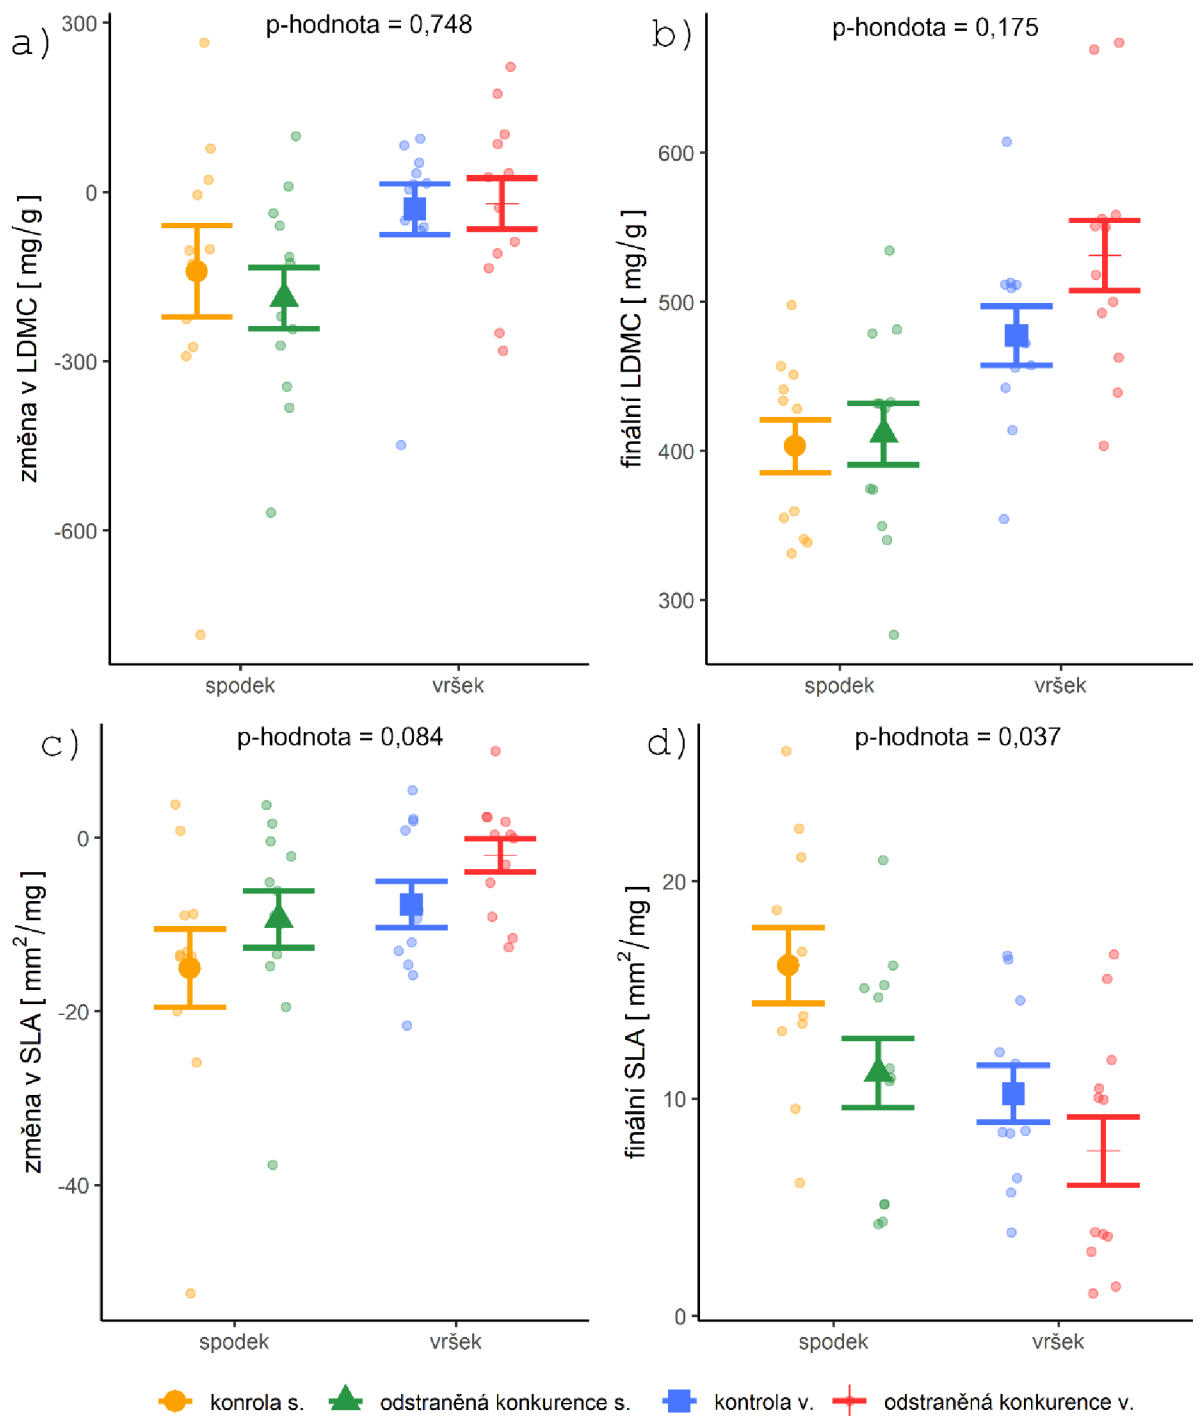 a)
p-hodnota = 0,748
změna v LDMC [ mg/g ]
300
0
-300
-600
spodek
vršek
b)
p-hondota = 0,175
finální LDMC [ mg/g ]
600
500
400
300
spodek
vršek
c)
p-hodnota = 0,084
změna v SLA [ mm²/mg ]
0
-20
-40
spodek
vršek
d)
p-hodnota = 0,037
finální SLA [ mm²/mg ]
20
10
0
spodek
vršek
konrola s. odstraněná konkurence s. kontrola v. odstraněná konkurence v.